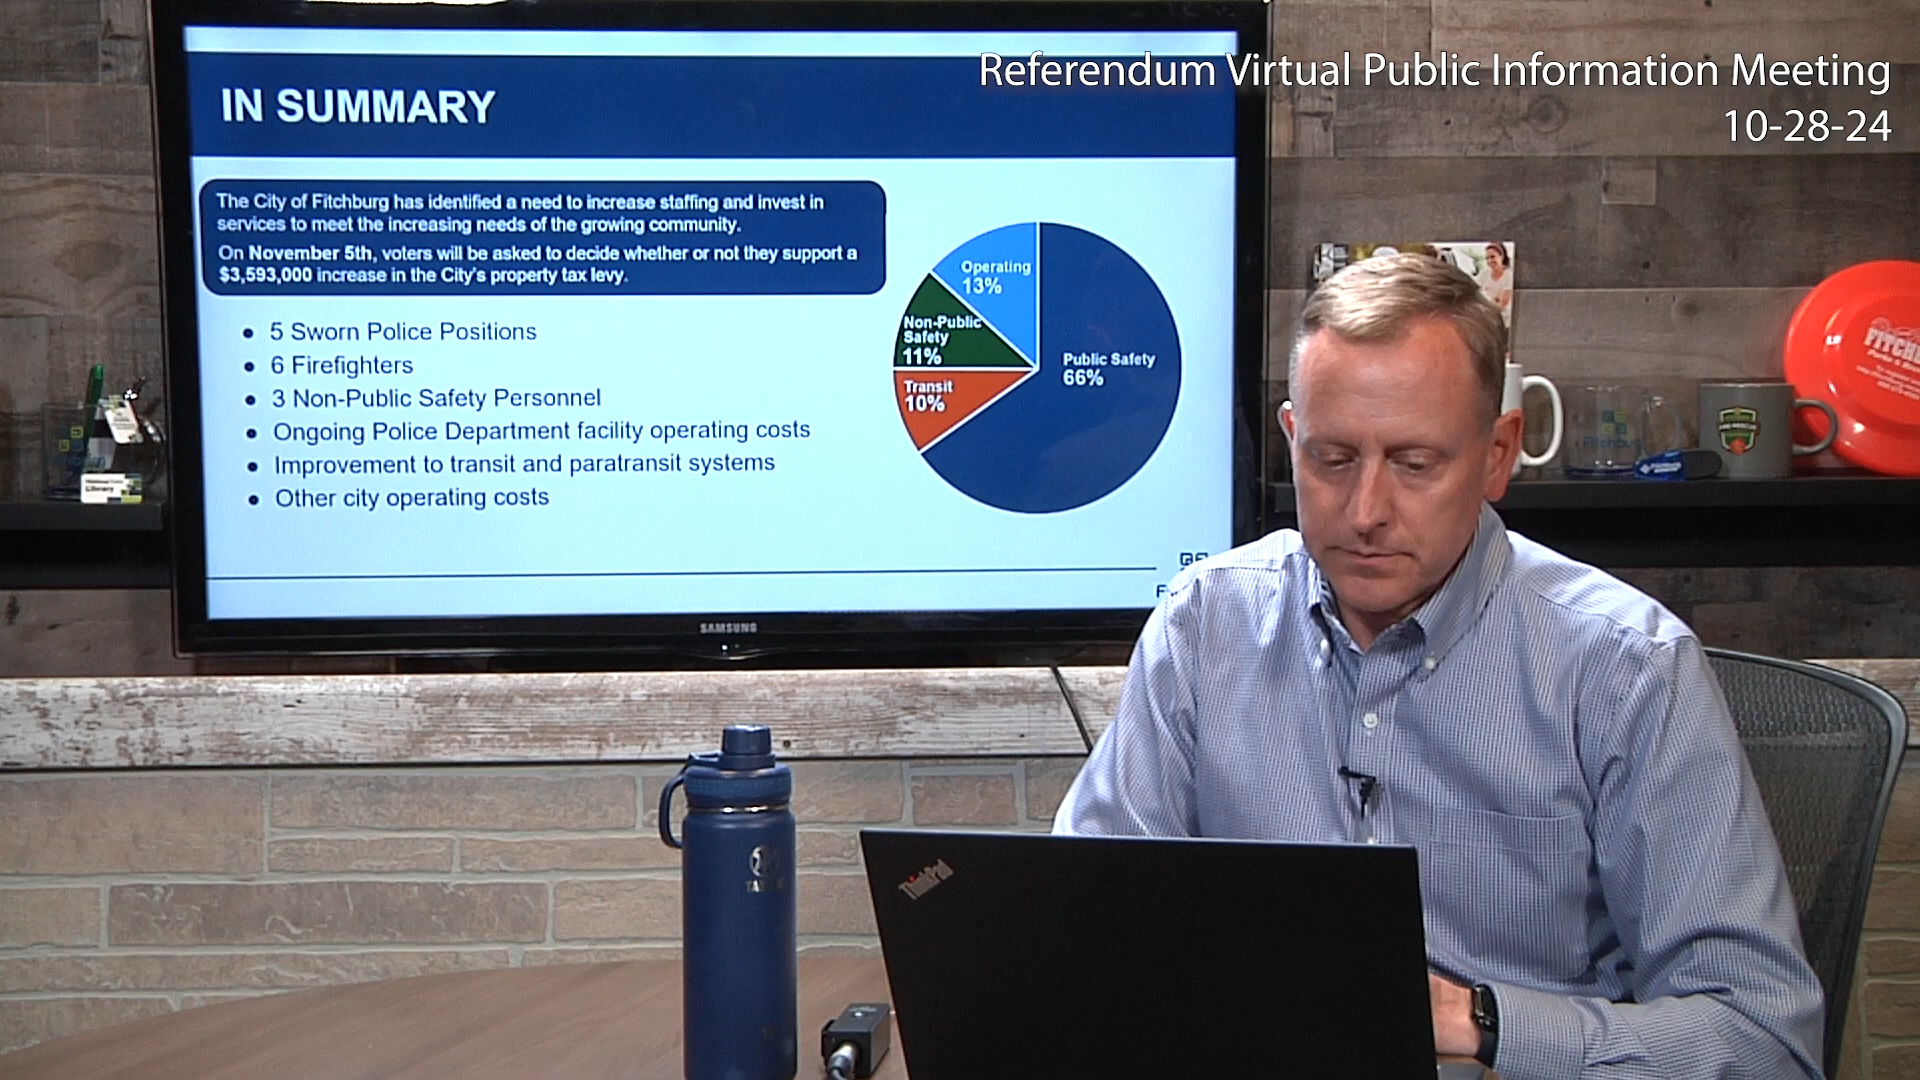 Referendum Virtual Public Information Meeting
10-28-24
IN SUMMARY
The City of Fitchburg has identified a need to increase staffing and invest in
services to meet the increasing needs of the growing community.
On November 5th, voters will be asked to decide whether or not they support a
$3,593,000 increase in the City's property tax levy.
● 5 Sworn Police Positions
● 6 Firefighters
● 3 Non-Public Safety Personnel
● Ongoing Police Department facility operating costs
● Improvement to transit and paratransit systems
● Other city operating costs
Operating
13%
Non-Public
Safety
11%
Transit
10%
Public Safety
66%
SAMSUNG
ThinkPad
Library